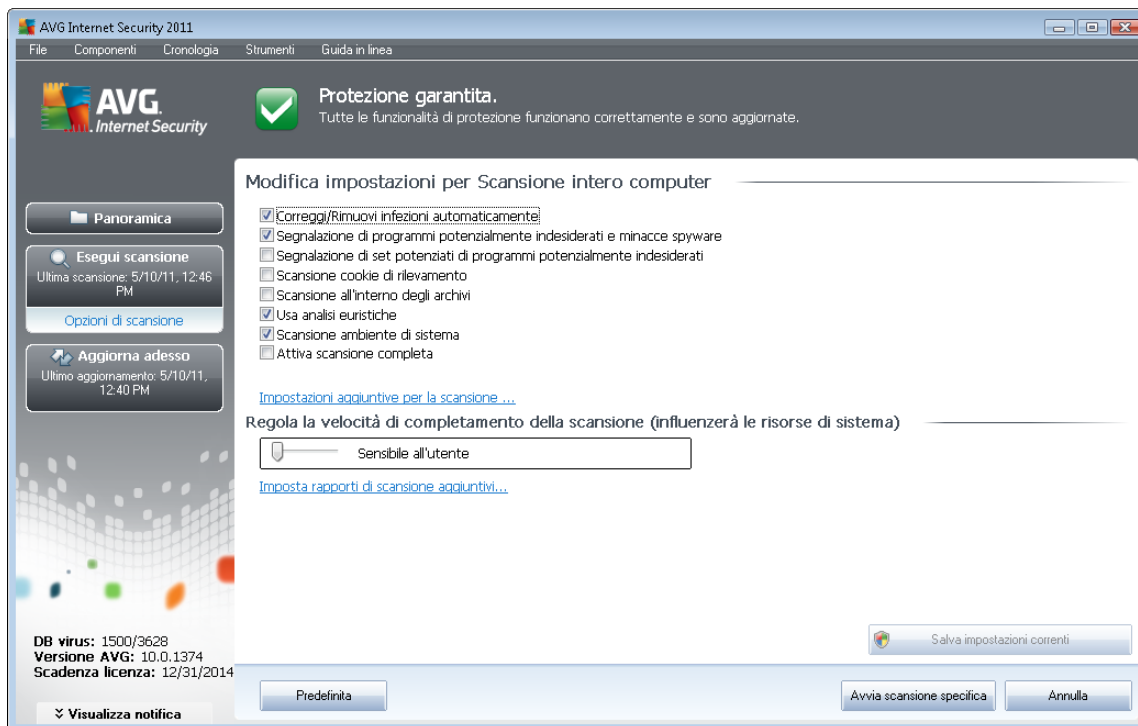 AVG Internet Security 2011
File Componenti Cronologia Strumenti Guida in linea
AVG.
Internet Security
Protezione garantita.
Tutte le funzionalità di protezione funzionano correttamente e sono aggiornate.
Panoramica
Esegui scansione
Ultima scansione: 5/10/11, 12:46
PM
Opzioni di scansione
Aggiorna adesso
Ultimo aggiornamento: 5/10/11,
12:40 PM
DB virus: 1500/3628
Versione AVG: 10.0.1374
Scadenza licenza: 12/31/2014
Visualizza notifica
Modifica impostazioni per Scansione intero computer
Correggi/Rimuovi infezioni automaticamente
Segnalazione di programmi potenzialmente indesiderati e minacce spyware
Segnalazione di set potenziati di programmi potenzialmente indesiderati
Scansione cookie di rilevamento
Scansione all'interno degli archivi
Usa analisi euristiche
Scansione ambiente di sistema
Attiva scansione completa
Impostazioni aggiuntive per la scansione ...
Regola la velocità di completamento della scansione (influenzerà le risorse di sistema)
Sensibile all'utente
Imposta rapporti di scansione aggiuntivi...
Salva impostazioni correnti
Predefinita
Avvia scansione specifica
Annulla